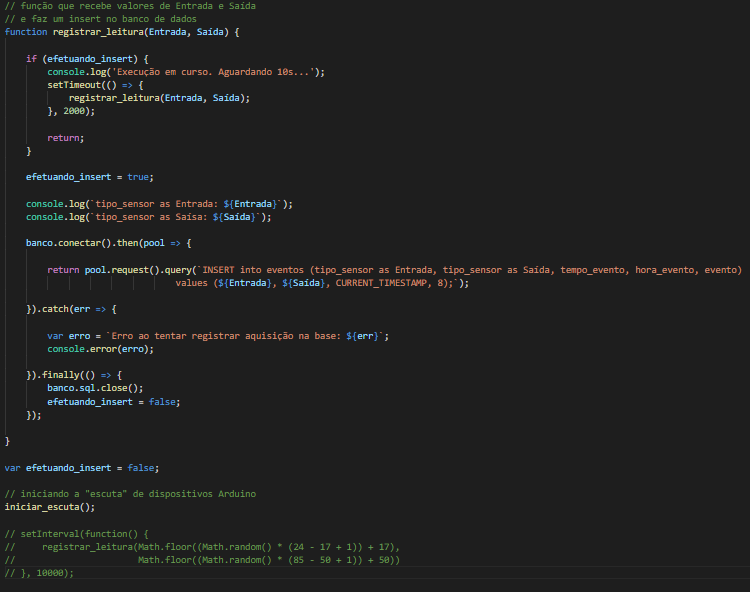 // função que recebe valores de Entrada e Saída
// e faz um insert no banco de dados
function registrar_leitura(Entrada, Saída) {
if (efetuando_insert) {
console.log('Execução em curso. Aguardando 10s...');
setTimeout(() => {
registrar_leitura(Entrada, Saída);
}, 2000);
return;
}
efetuando_insert = true;
console.log(`tipo_sensor as Entrada: ${Entrada}`);
console.log(`tipo_sensor as Saísa: ${Saída}`);
banco.conectar().then(pool => {
return pool.request().query(`INSERT into eventos (tipo_sensor as Entrada, tipo_sensor as Saída, tempo_evento, hora_evento, evento)
values (${Entrada}, ${Saída}, CURRENT_TIMESTAMP, 8);`);
}).catch(err => {
var erro = `Erro ao tentar registrar aquisição na base: ${err}`;
console.error(erro);
}).finally(() => {
banco.sql.close();
efetuando_insert = false;
});
}
var efetuando_insert = false;
// iniciando a "escuta" de dispositivos Arduino
iniciar_escuta();
// setInterval(function() {
//     registrar_leitura(Math.floor((Math.random() * (24 - 17 + 1)) + 17),
//                       Math.floor((Math.random() * (85 - 50 + 1)) + 50))
// }, 10000);